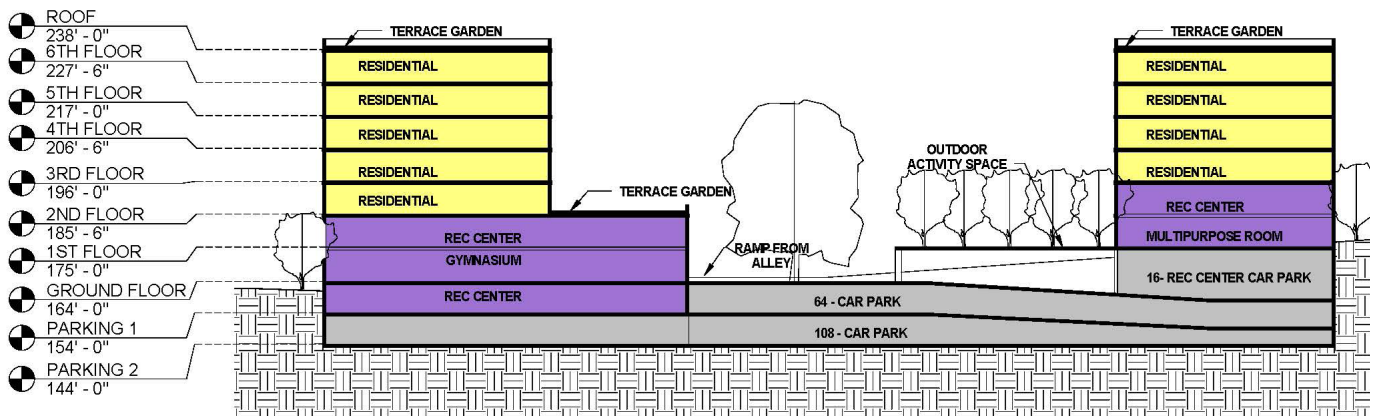 ROOF
238' - 0"
6TH FLOOR
227' - 6"
5TH FLOOR
217' - 0"
4TH FLOOR
206' - 6"
3RD FLOOR
196' - 0"
2ND FLOOR
185' - 6"
1ST FLOOR
175' - 0"
GROUND FLOOR
164' - 0"
PARKING 1
154' - 0"
PARKING 2
144' - 0"
TERRACE GARDEN
RESIDENTIAL
RESIDENTIAL
RESIDENTIAL
RESIDENTIAL
RESIDENTIAL
TERRACE GARDEN
REC CENTER
GYMNASIUM
REC CENTER
RAMP FROM
ALLEY
OUTDOOR
ACTIVITY SPACE
TERRACE GARDEN
RESIDENTIAL
RESIDENTIAL
RESIDENTIAL
RESIDENTIAL
REC CENTER
MULTIPURPOSE ROOM
16- REC CENTER CAR PARK
64 - CAR PARK
108 - CAR PARK